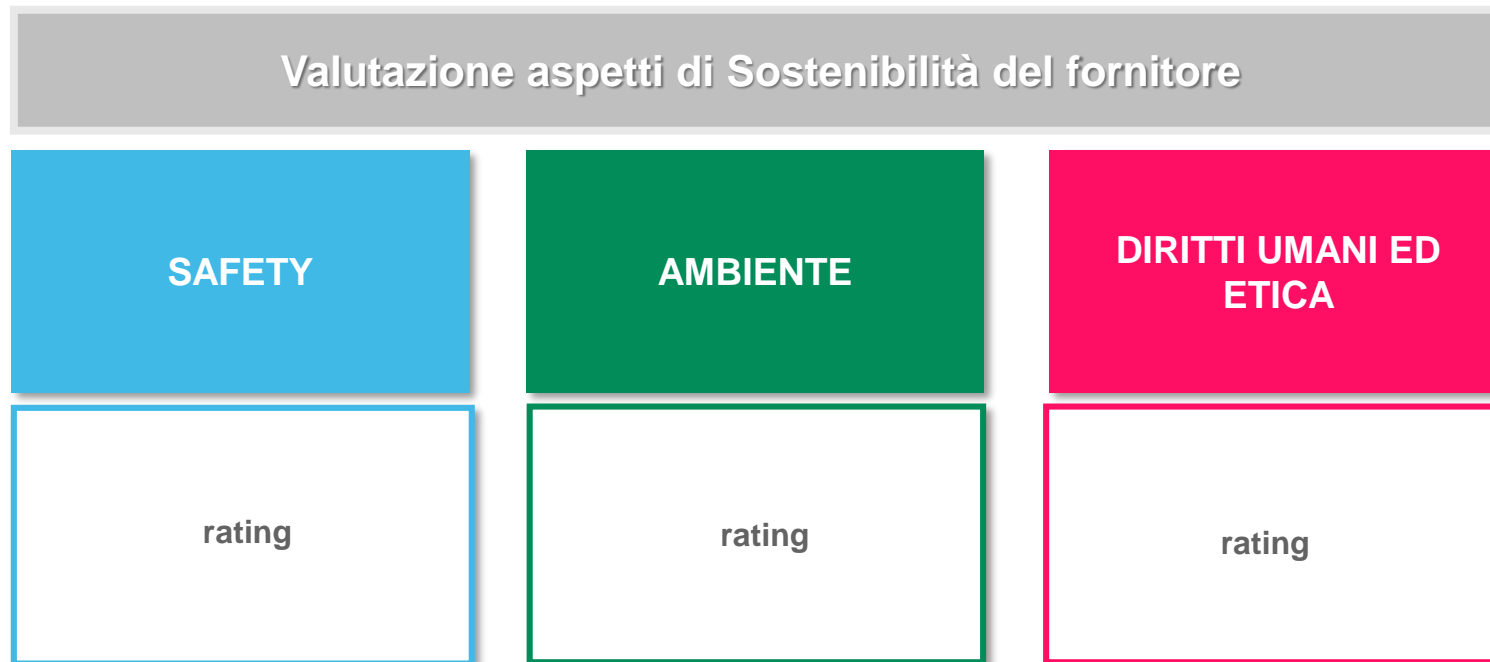 Valutazione aspetti di Sostenibilità del fornitore
SAFETY
AMBIENTE
DIRITTI UMANI ED
ETICA
rating
rating
rating